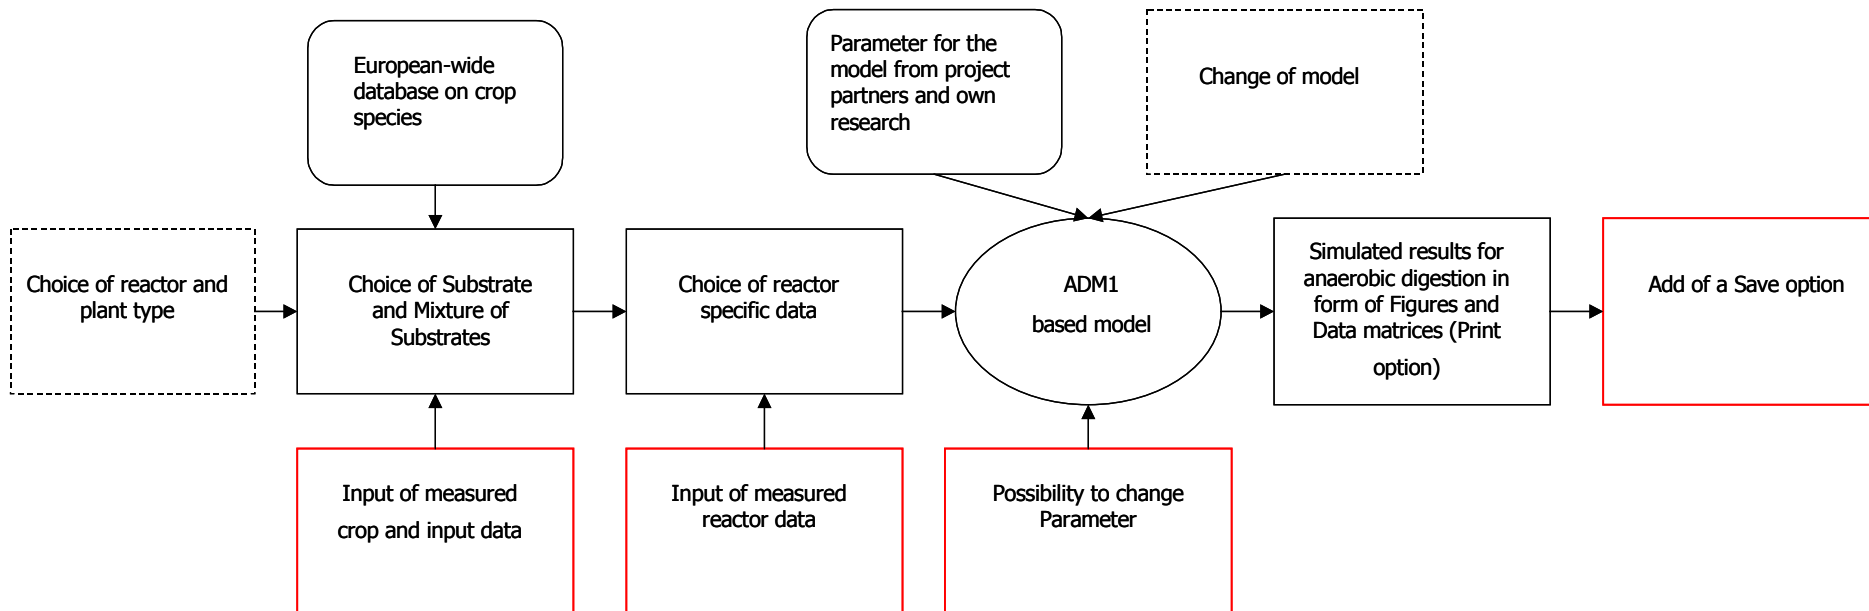 European-wide
database on crop
species
Parameter for the
model from project
partners and own
research
Change of model
Choice of reactor and
plant type
Choice of Substrate
and Mixture of
Substrates
Choice of reactor
specific data
ADM1
based model
Simulated results for
anaerobic digestion in
form of Figures and
Data matrices (Print
option)
Add of a Save option
Input of measured
crop and input data
Input of measured
reactor data
Possibility to change
Parameter